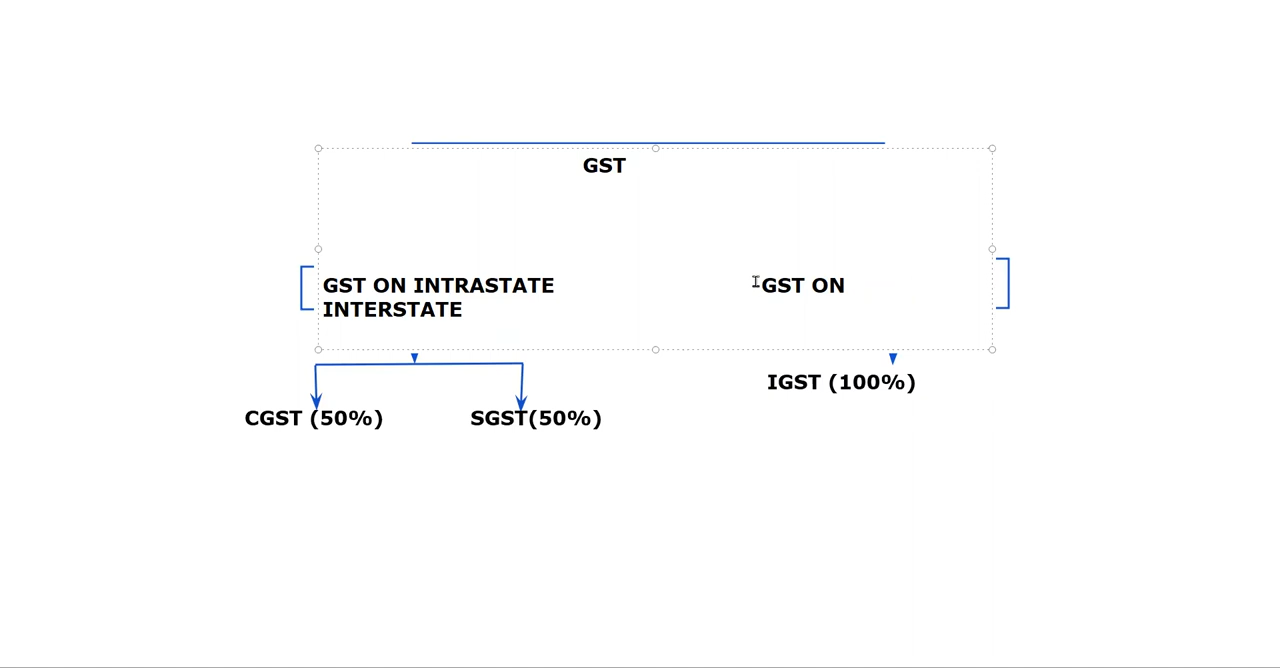 GST
GST ON INTRASTATE GST ON
INTERSTATE
IGST (100%)
CGST (50%) SGST(50%)